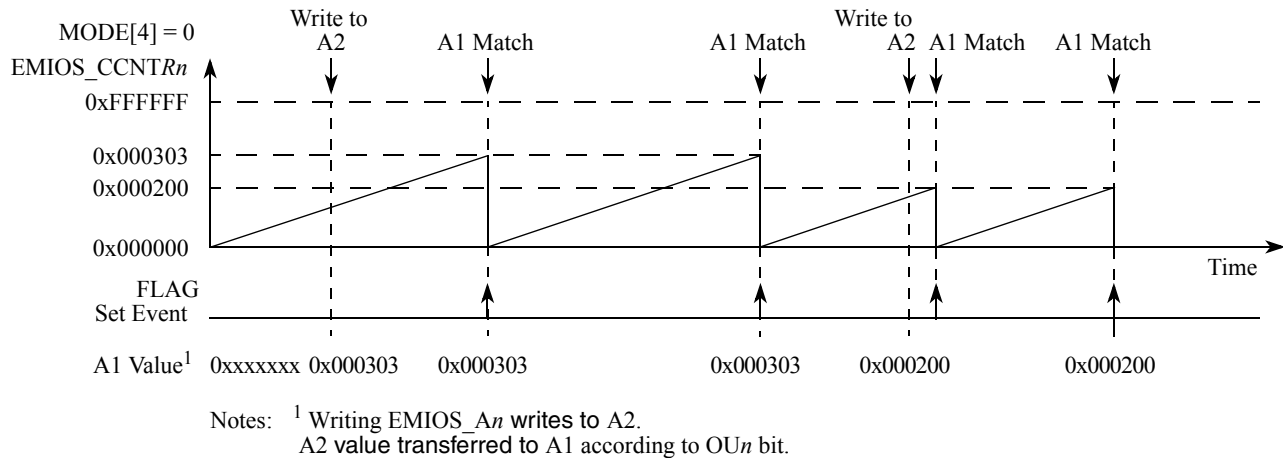 MODE[4] = 0
Write to
A2
A1 Match
A1 Match
Write to
A2
A1 Match
A1 Match
EMIOS_CCNTRn
0xFFFFFF
0x000303
0x000200
0x000000
Time
FLAG
Set Event
A1 Value1 0xxxxxxx 0x000303 0x000303 0x000303 0x000200 0x000200
Notes: 1 Writing EMIOS_An writes to A2.
A2 value transferred to A1 according to OUn bit.